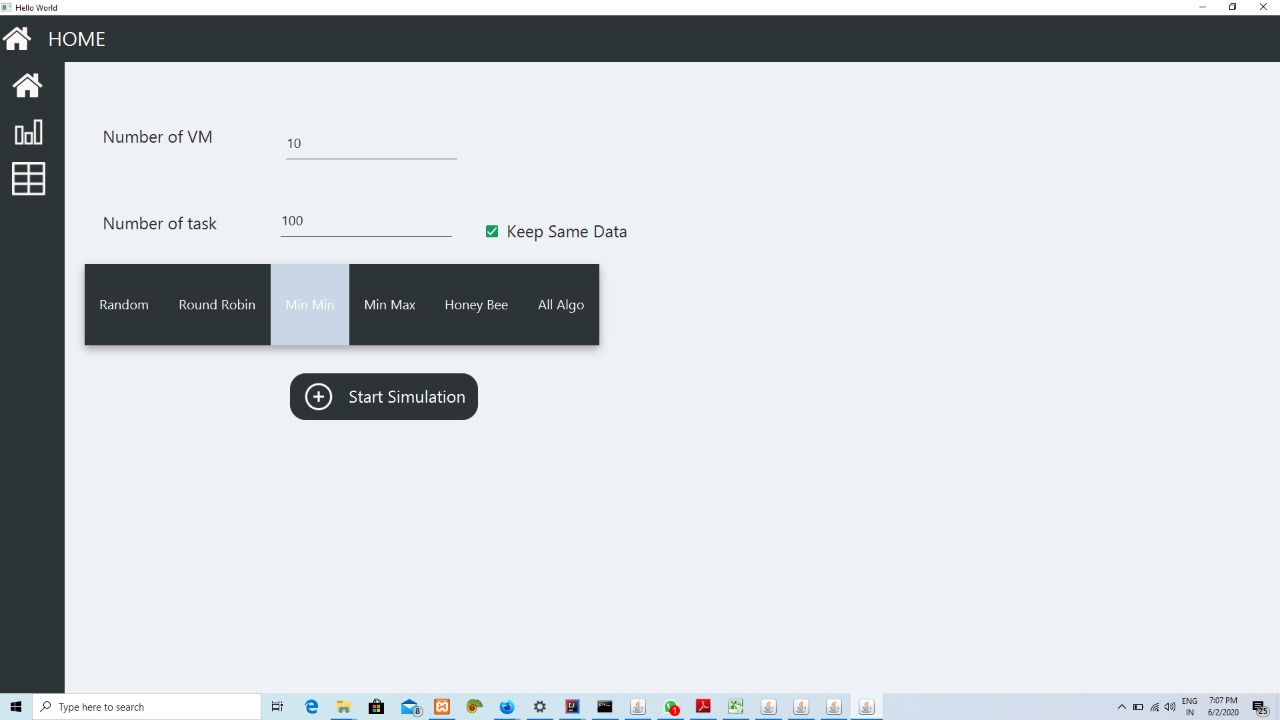 Hello World
HOME
Number of VM
10
Number of task
100
Keep Same Data
Random Round Robin Min Min Min Max Honey Bee All Algo
Start Simulation
Type here to search
8
1
ENG
IN
7:07 PM
6/2/2020
25